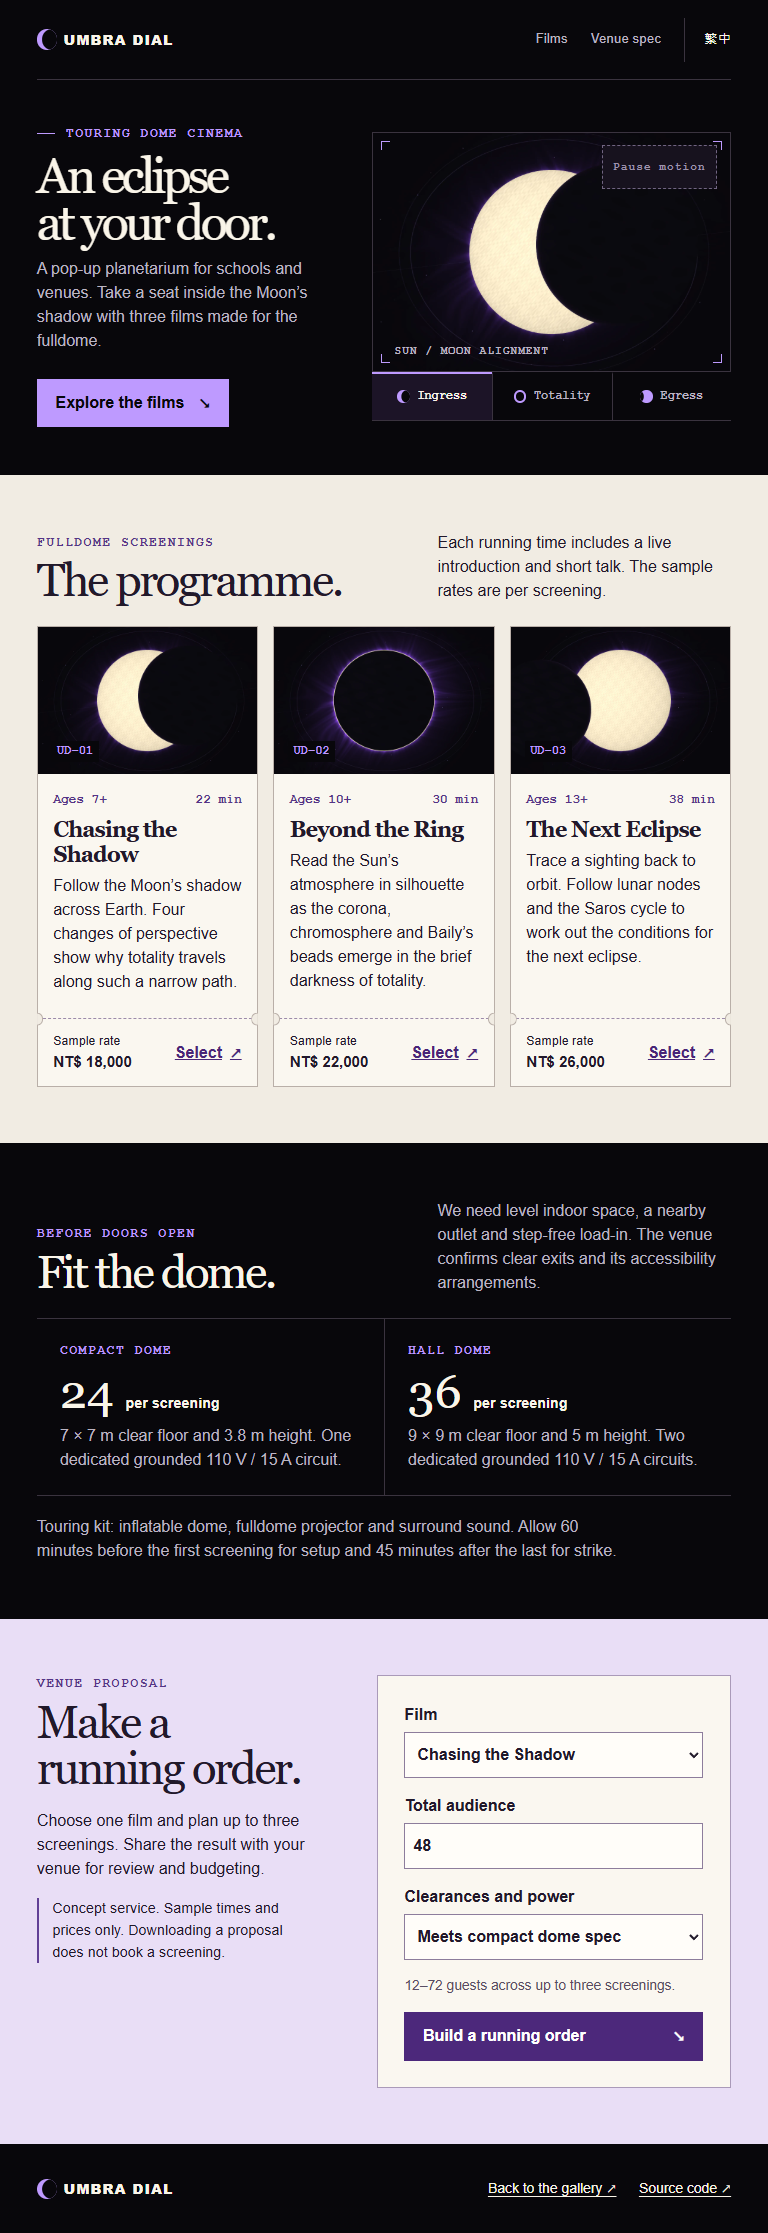 UMBRA DIAL
Films
Venue spec
繁中
TOURING DOME CINEMA
An eclipse
at your door.
A pop-up planetarium for schools and
venues. Take a seat inside the Moon's
shadow with three films made for the
fulldome.
Explore the films ↘
Pause motion
SUN / MOON ALIGNMENT
Ingress
Totality
Egress
FULLDOME SCREENINGS
The programme.
Each running time includes a live
introduction and short talk. The sample
rates are per screening.
UD-01
Ages 7+
22 min
Chasing the
Shadow
Follow the Moon's shadow
across Earth. Four
changes of perspective
show why totality travels
along such a narrow path.
Sample rate
NT$ 18,000
Select ↗
UD-02
Ages 10+
30 min
Beyond the Ring
Read the Sun's
atmosphere in silhouette
as the corona,
chromosphere and Baily's
beads emerge in the brief
darkness of totality.
Sample rate
NT$ 22,000
Select ↗
UD-03
Ages 13+
38 min
The Next Eclipse
Trace a sighting back to
orbit. Follow lunar nodes
and the Saros cycle to
work out the conditions for
the next eclipse.
Sample rate
NT$ 26,000
Select ↗
BEFORE DOORS OPEN
Fit the dome.
We need level indoor space, a nearby
outlet and step-free load-in. The venue
confirms clear exits and its accessibility
arrangements.
COMPACT DOME
24 per screening
7 × 7 m clear floor and 3.8 m height. One
dedicated grounded 110 V / 15 A circuit.
HALL DOME
36 per screening
9 × 9 m clear floor and 5 m height. Two
dedicated grounded 110 V / 15 A circuits.
Touring kit: inflatable dome, fulldome projector and surround sound. Allow 60
minutes before the first screening for setup and 45 minutes after the last for strike.
VENUE PROPOSAL
Make a
running order.
Choose one film and plan up to three
screenings. Share the result with your
venue for review and budgeting.
Concept service. Sample times and
prices only. Downloading a proposal
does not book a screening.
Film
Chasing the Shadow
Total audience
48
Clearances and power
Meets compact dome spec
12–72 guests across up to three screenings.
Build a running order ↘
UMBRA DIAL
Back to the gallery ↗
Source code ↗